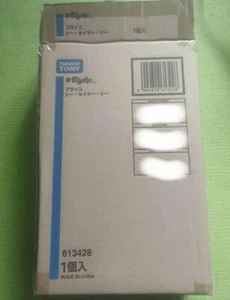 ブライス
シー・セイラー・シー
1個入
TAKARA
TOMY
Blythe
ブライス
シー・セイラー・シー
613428
1個入
MADE IN CHINA